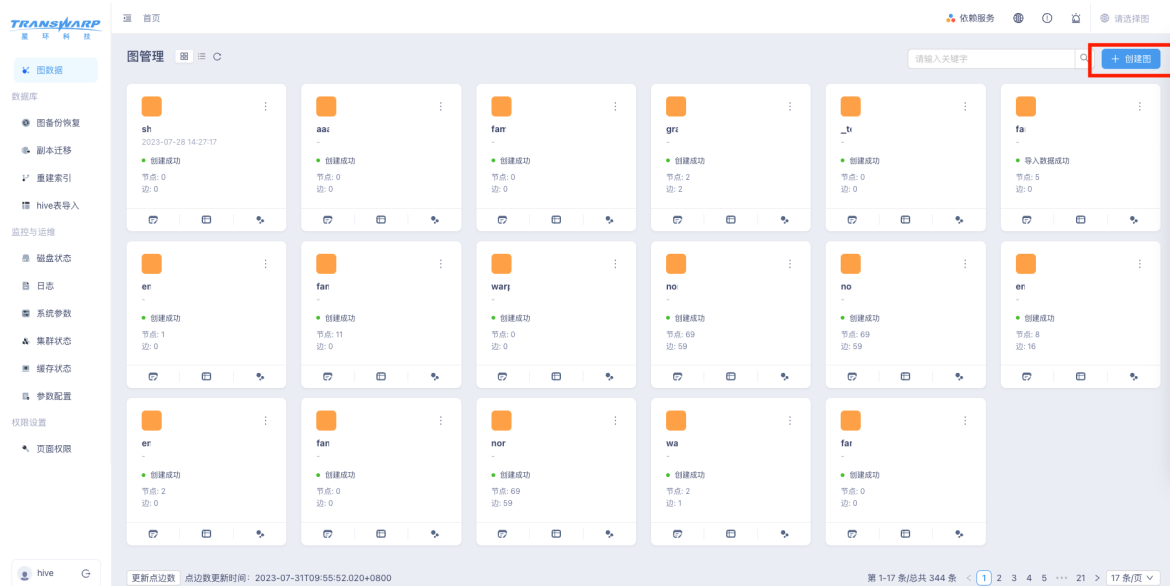 TRANSWARP
星环科技
首页
依赖服务
请选择图
图数据
数据库
图备份恢复
副本迁移
重建索引
hive表导入
监控与运维
磁盘状态
日志
系统参数
集群状态
缓存状态
参数配置
权限设置
页面权限
hive
图管理
请输入关键字
+ 创建图
sh
2023-07-28 14:27:17
创建成功
节点: 0
边: 0
aaa
-
创建成功
节点: 0
边: 0
fam
-
创建成功
节点: 0
边: 0
gra
-
创建成功
节点: 2
边: 2
_te
-
创建成功
节点: 0
边: 0
fa
-
导入数据成功
节点: 5
边: 0
en
-
创建成功
节点: 1
边: 0
fan
-
创建成功
节点: 11
边: 0
warp
-
创建成功
节点: 0
边: 0
no
-
创建成功
节点: 69
边: 59
no
-
创建成功
节点: 69
边: 59
en
-
创建成功
节点: 8
边: 16
en
-
创建成功
节点: 2
边: 0
fan
-
创建成功
节点: 0
边: 0
nor
-
创建成功
节点: 69
边: 59
wa
-
创建成功
节点: 2
边: 1
far
-
创建成功
节点: 0
边: 0
更新点边数 点边数更新时间: 2023-07-31T09:55:52.020+0800
第 1-17 条/总共 344 条 < 1 2 3 4 5 ••• 21 > 17 条/页